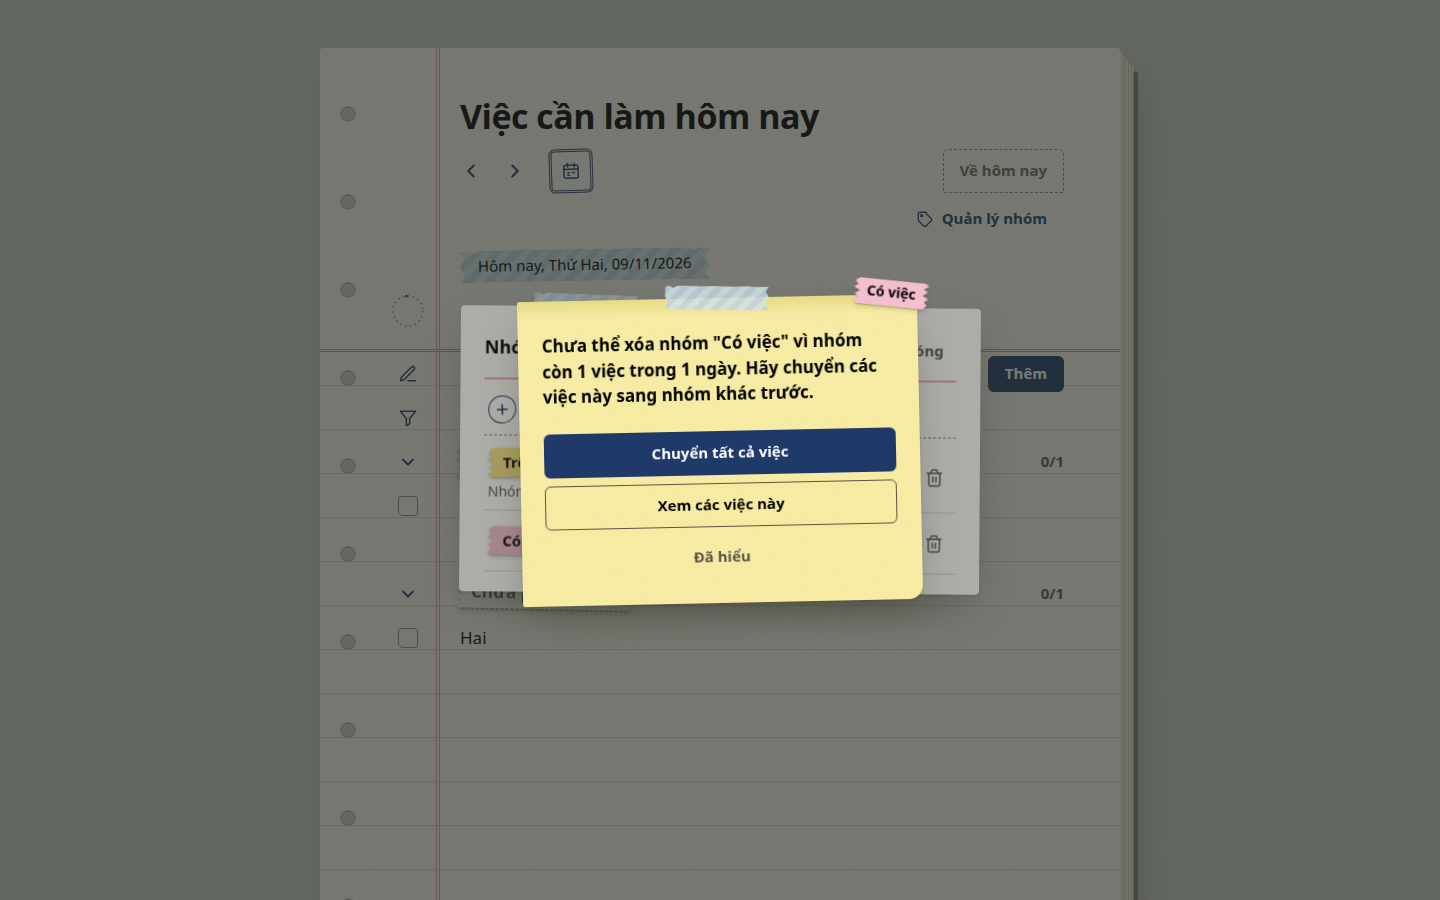 Việc cần làm hôm nay
Về hôm nay
Quản lý nhóm
Hôm nay, Thứ Hai, 09/11/2026
Có việc
Chưa thể xóa nhóm "Có việc" vì nhóm
còn 1 việc trong 1 ngày. Hãy chuyển các
việc này sang nhóm khác trước.
Thêm
Chuyển tất cả việc
0/1
Xem các việc này
Đã hiểu
0/1
Hai